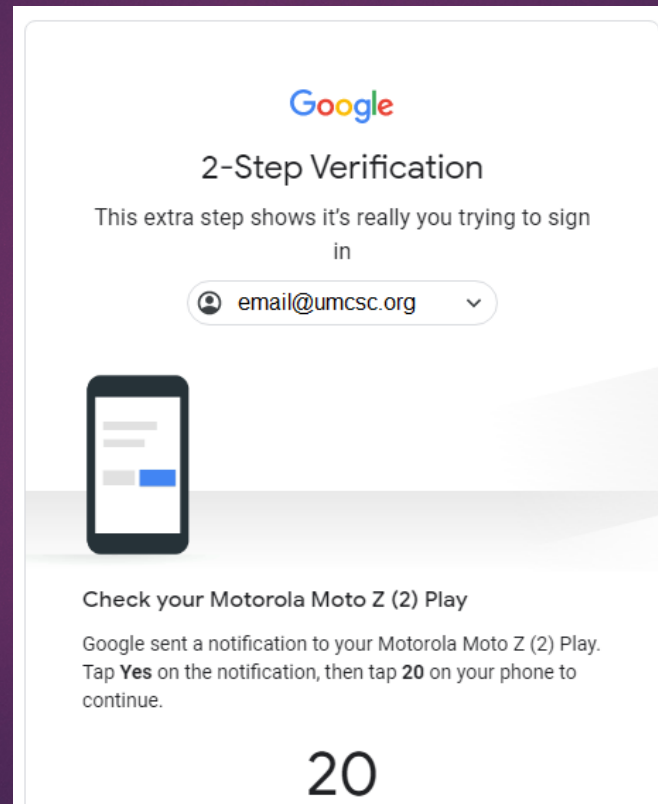 Google
2-Step Verification
This extra step shows it's really you trying to sign
in
email@umcsc.org
Check your Motorola Moto Z (2) Play
Google sent a notification to your Motorola Moto Z (2) Play.
Tap Yes on the notification, then tap 20 on your phone to
continue.
20